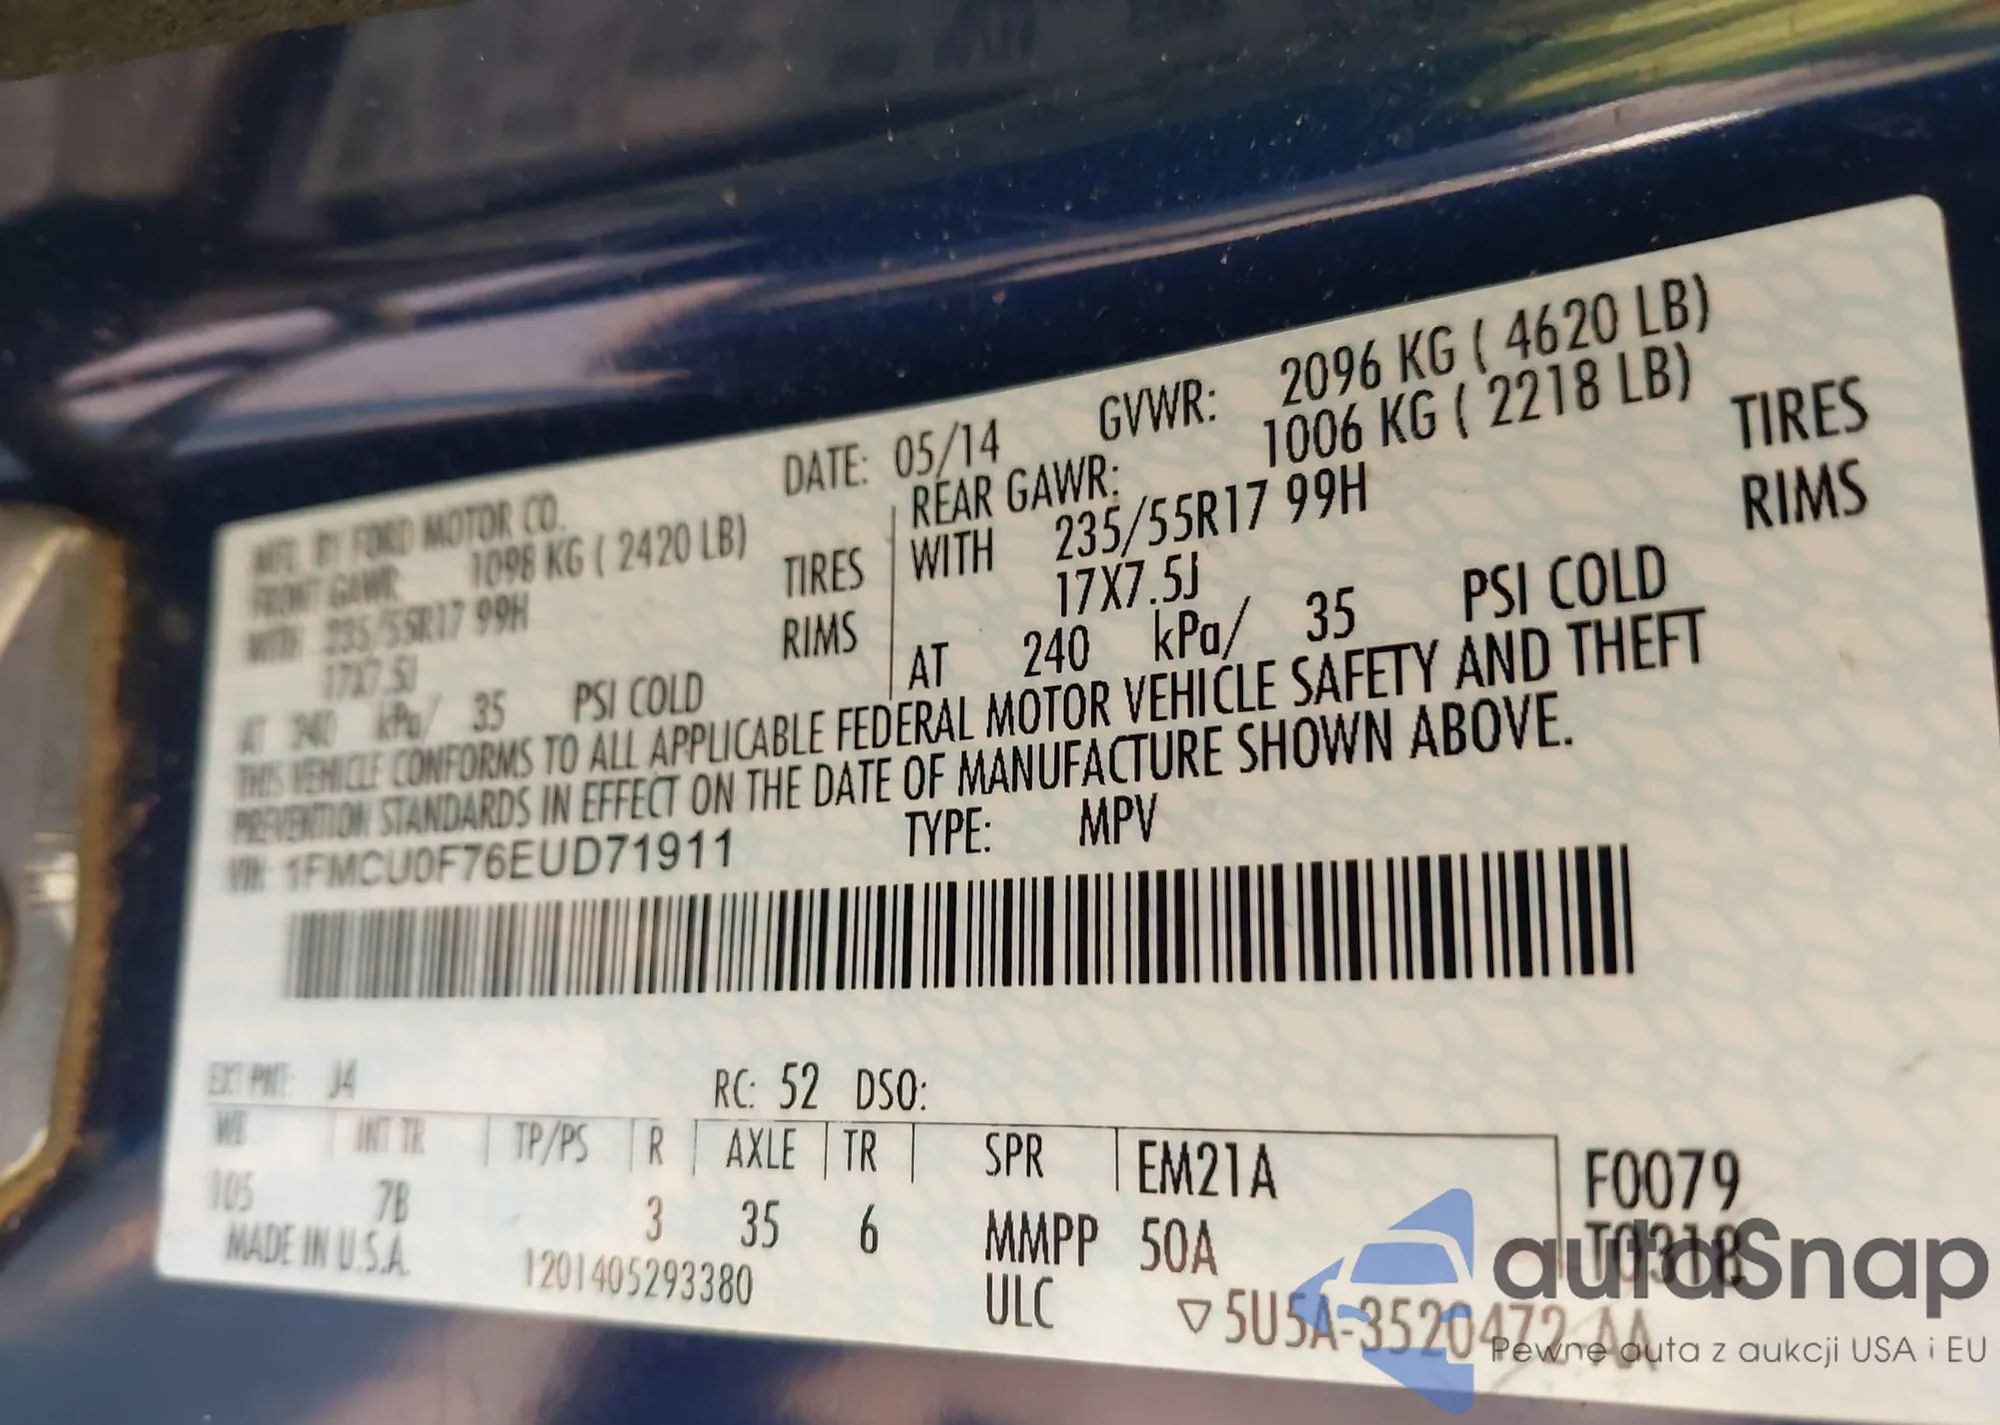 MFL. BY FORD MOTOR CO. DATE: 05/14 GVWR: 2096 KG ( 4620 LB)
FRONT GAWR: 1098 KG ( 2420 LB) REAR GAWR: 1006 KG ( 2218 LB)
WITH 235/55R17 99H TIRES WITH 235/55R17 99H TIRES
17X7.5J RIMS 17X7.5J RIMS
AT 240 kPa/ 35 PSI COLD AT 240 kPa/ 35 PSI COLD
THIS VEHICLE CONFORMS TO ALL APPLICABLE FEDERAL MOTOR VEHICLE SAFETY AND THEFT
PREVENTION STANDARDS IN EFFECT ON THE DATE OF MANUFACTURE SHOWN ABOVE.
VIN: 1FMCU0F76EUD71911 TYPE: MPV
EXT PNT: J4 RC: 52 DSO:
WB INT TR TP/PS R AXLE TR SPR EM21A F0079
105 7B 3 35 6 MMPP 50A T0318
MADE IN U.S.A. 1201405293380 ULC ▽5U5A-3520472 AA
autoSnap
Pewne auta z aukcji USA i EU